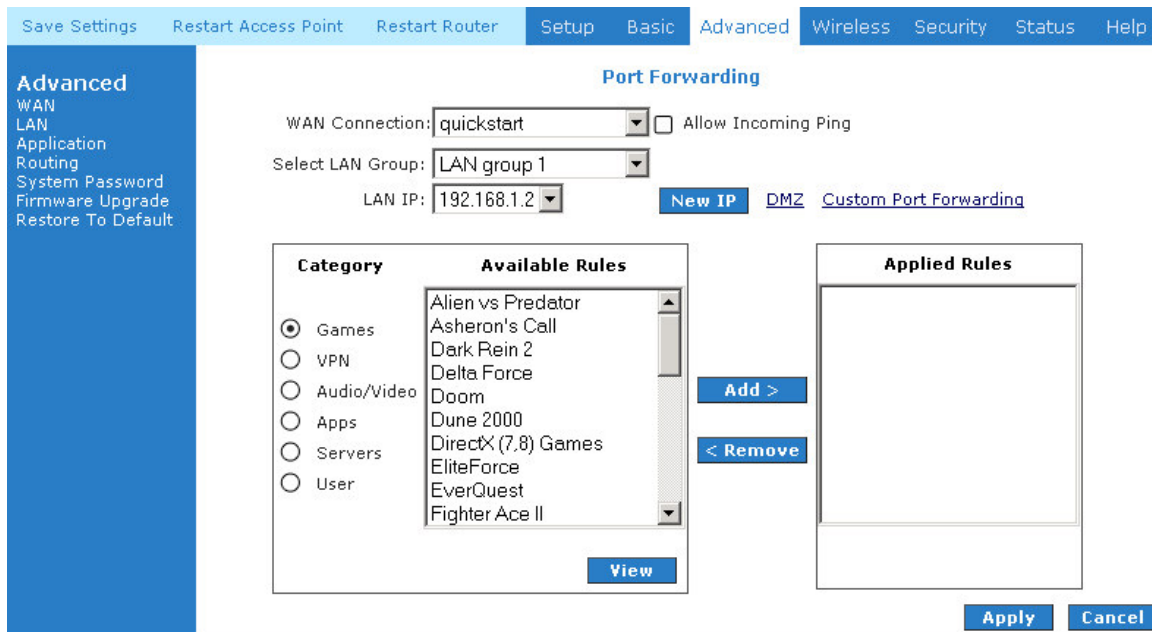 Save Settings Restart Access Point Restart Router Setup Basic Advanced Wireless Security Status Help
Advanced
WAN
LAN
Application
Routing
System Password
Firmware Upgrade
Restore To Default
Port Forwarding
WAN Connection: quickstart Allow Incoming Ping
Select LAN Group: LAN group 1
LAN IP: 192.168.1.2 New IP DMZ Custom Port Forwarding
Category Available Rules
Games
VPN
Audio/Video
Apps
Servers
User
Alien vs Predator
Asheron's Call
Dark Rein 2
Delta Force
Doom
Dune 2000
DirectX (7,8) Games
EliteForce
EverQuest
Fighter Ace II
View
Add >
< Remove
Applied Rules
Apply Cancel